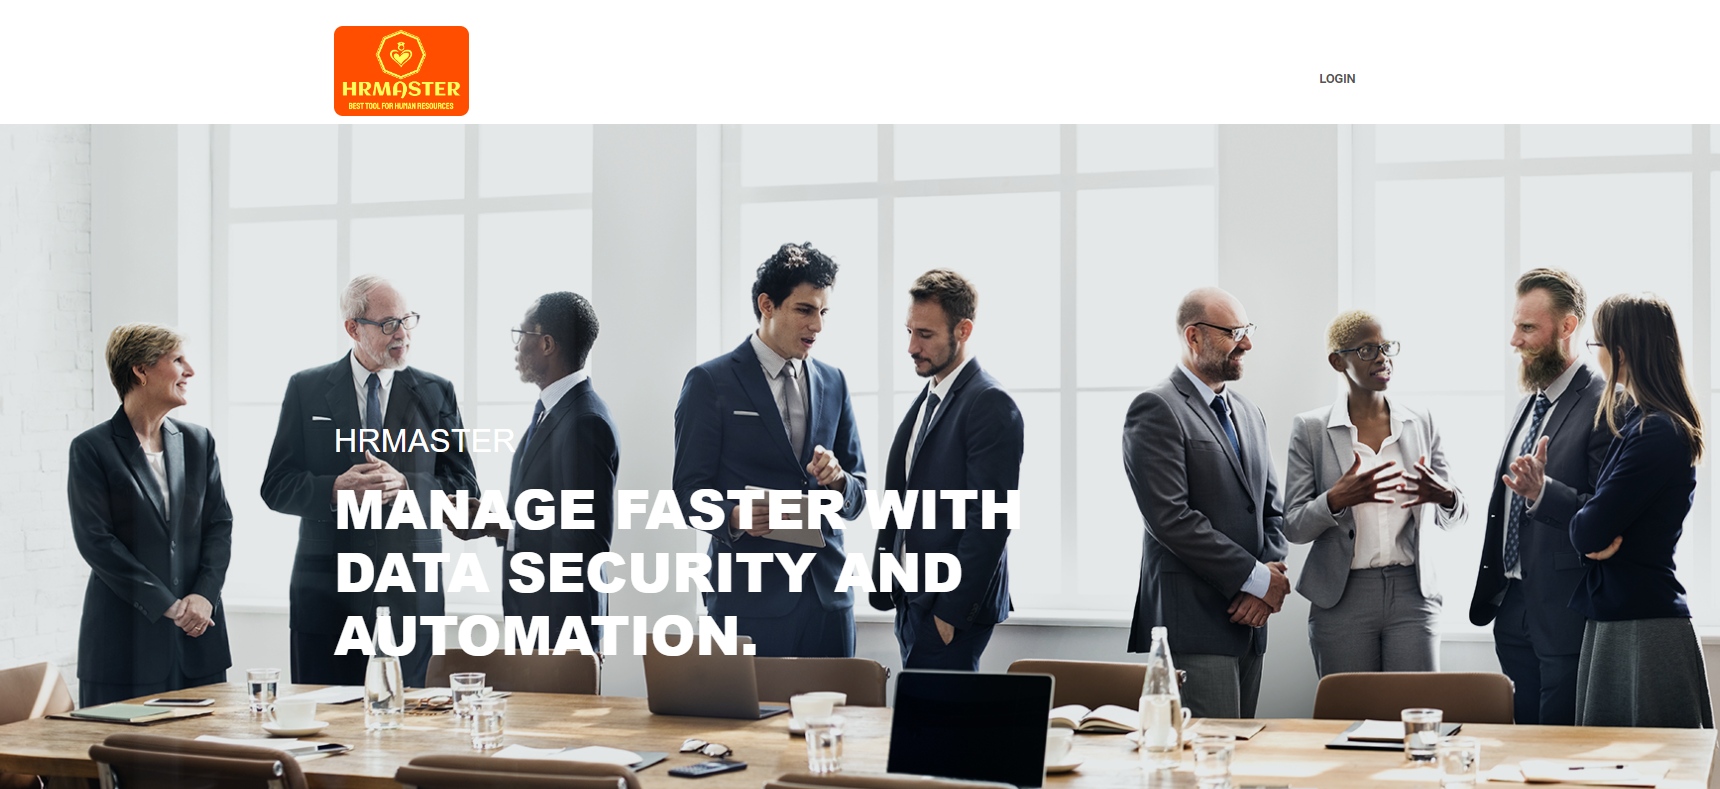 HRMASTER
BEST TOOL FOR HUMAN RESOURCES
LOGIN
HRMASTER
MANAGE FASTER WITH
DATA SECURITY AND
AUTOMATION.